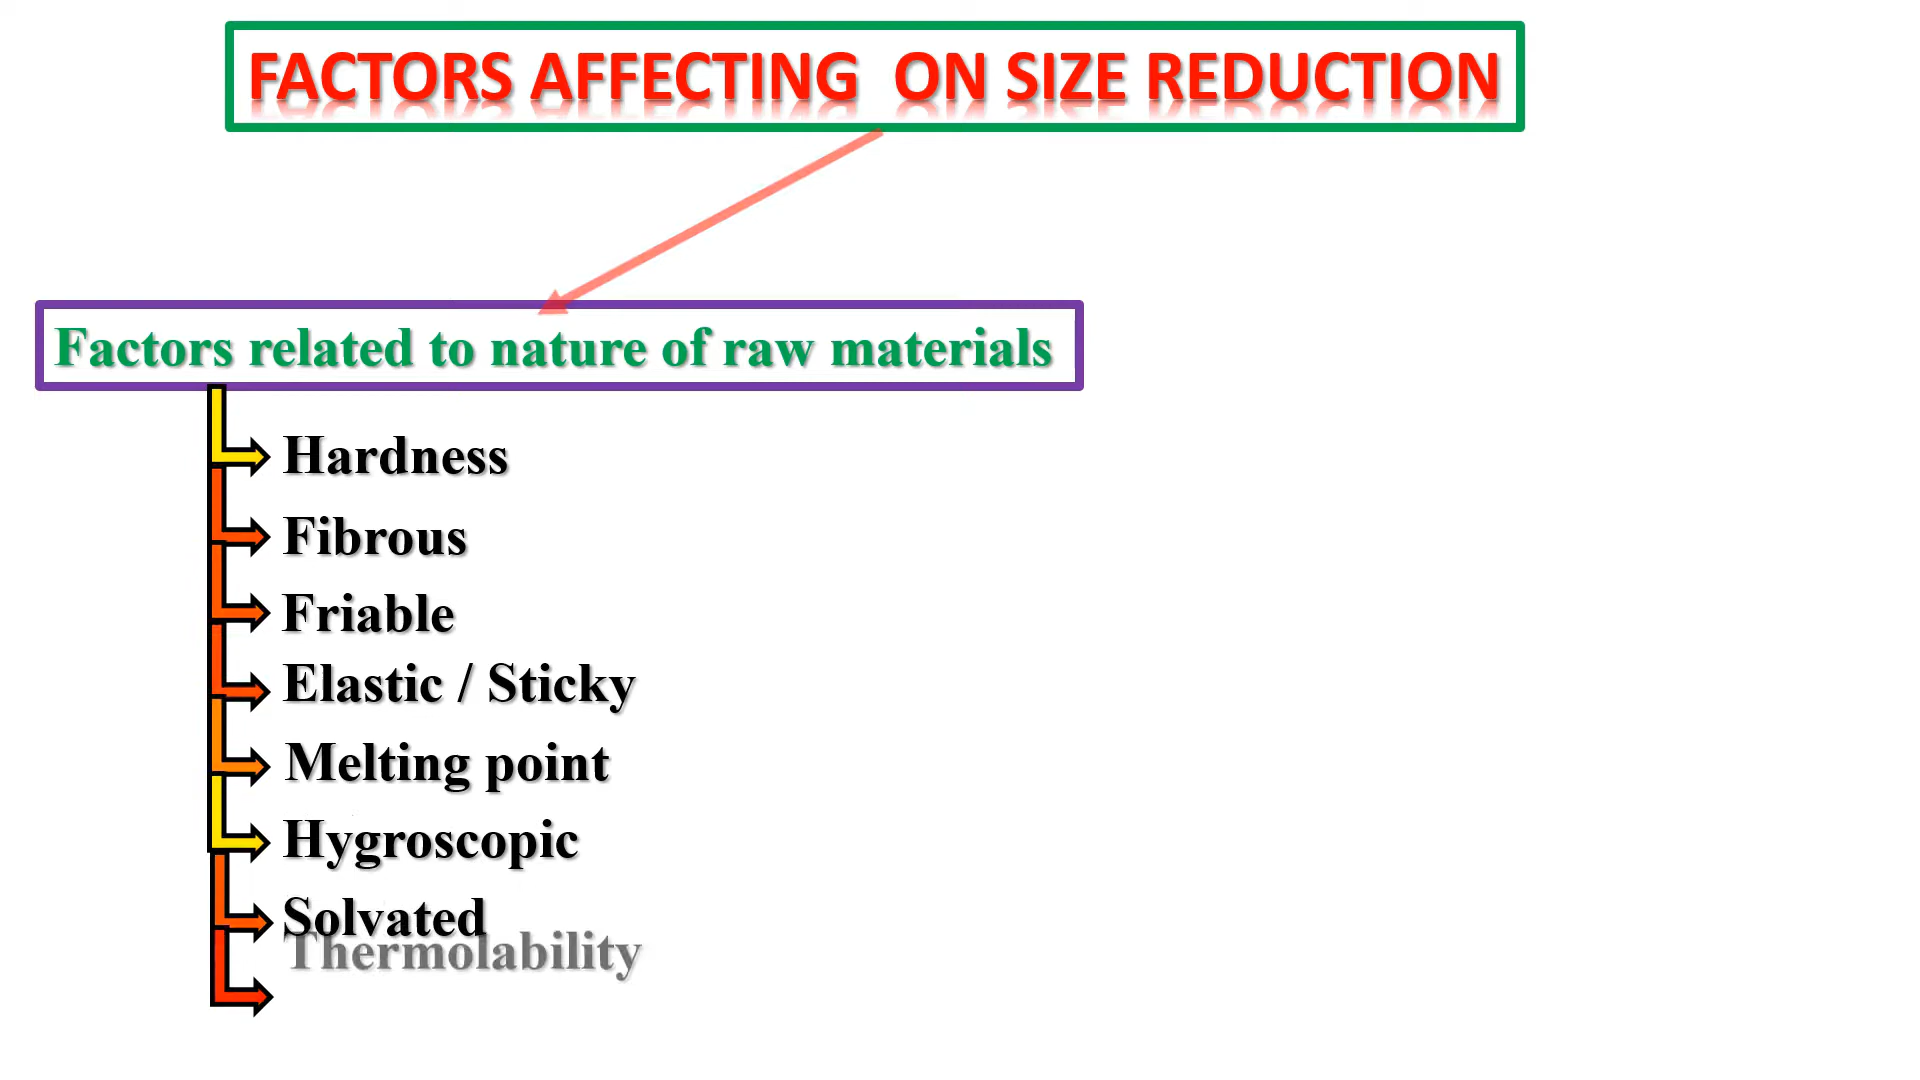 FACTORS AFFECTING ON SIZE REDUCTION
Factors related to nature of raw materials
Hardness
Fibrous
Friable
Elastic / Sticky
Melting point
Hygroscopic
Solvated
Thermolability